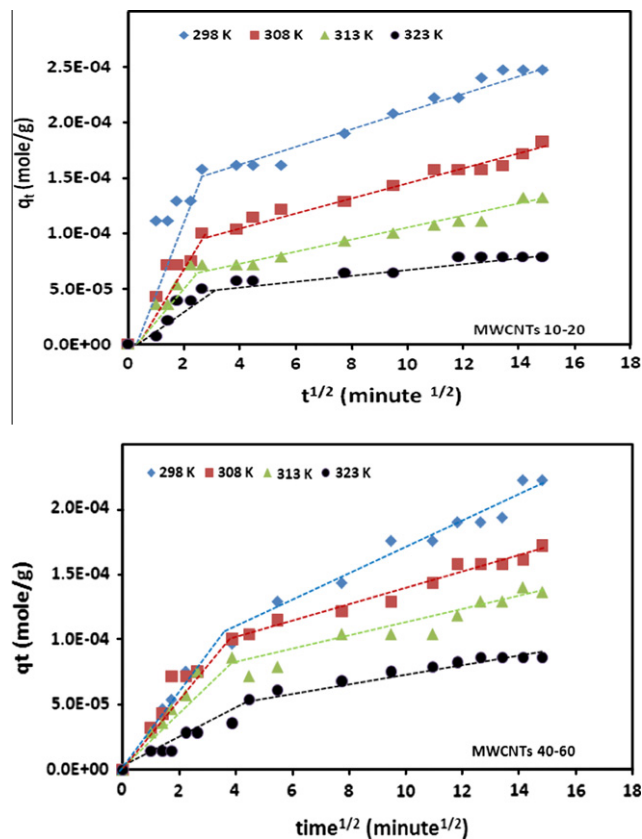 298 K 308 K 313 K 323 K
2.5E-04
2.0E-04
1.5E-04
1.0E-04
5.0E-05
0.0E+00
qt (mole/g)
0 2 4 6 8 10 12 14 16 18
MWCNTs 10-20
t1/2 (minute 1/2)
298 K 308 K 313 K 323 K
2.0E-04
1.5E-04
1.0E-04
5.0E-05
0.0E+00
qt (mole/g)
0 2 4 6 8 10 12 14 16 18
MWCNTs 40-60
time1/2 (minute1/2)